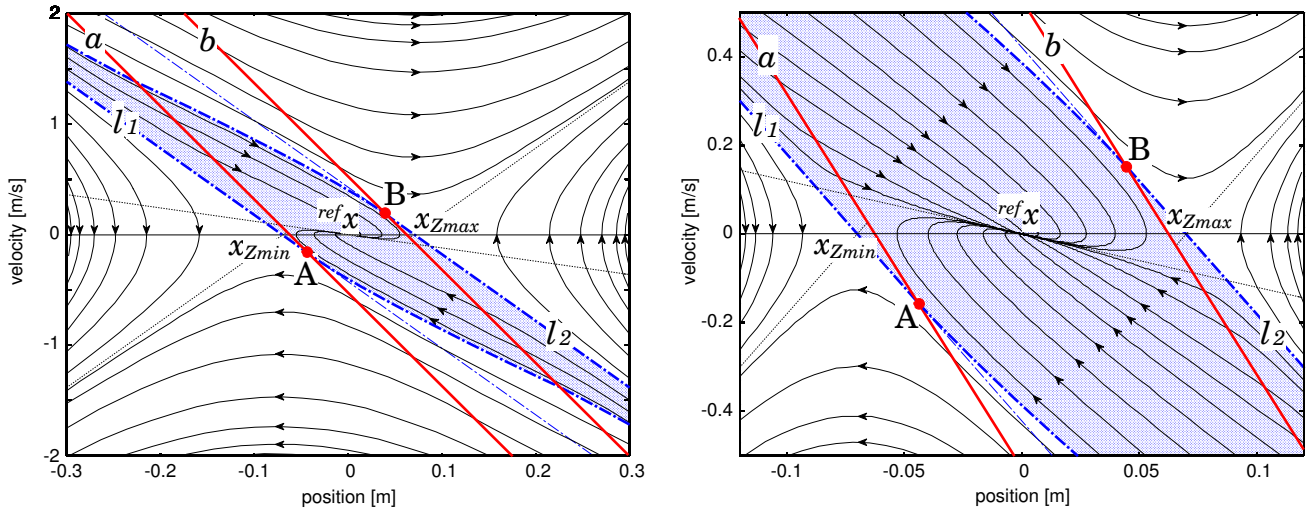 2
1
0
-1
-2
-0.3
-0.2
-0.1
0
0.1
0.2
0.3
velocity [m/s]
position [m]
a
b
l1
l2
A
B
ref x
xZmin
xZmax
0.4
0.2
0
-0.2
-0.4
-0.1
-0.05
0
0.05
0.1
velocity [m/s]
position [m]
a
b
l1
l2
A
B
ref x
xZmin
xZmax